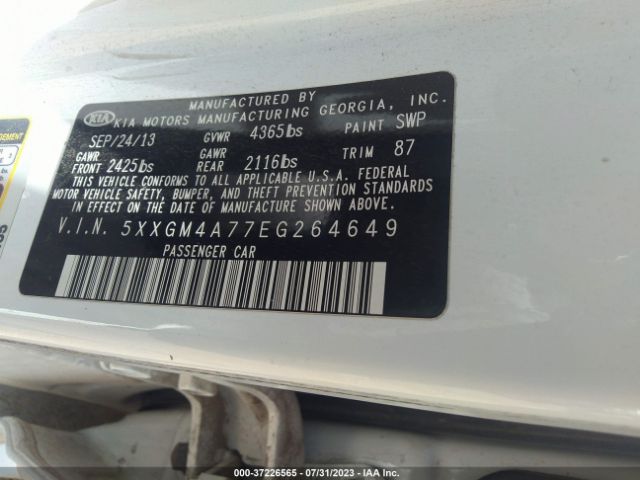 MANUFACTURED BY
KIA KIA MOTORS MANUFACTURING GEORGIA, INC.
SEP/24/13 GVWR 4365lbs PAINT SWP
GAWR FRONT 2425lbs GAWR REAR 2116lbs TRIM 87
THIS VEHICLE CONFORMS TO ALL APPLICABLE U.S.A. FEDERAL
MOTOR VEHICLE SAFETY, BUMPER, AND THEFT PREVENTION STANDARDS
IN EFFECT ON THE DATE OF MANUFACTURE SHOWN ABOVE.
V.I.N. 5XXGM4A77EG264649
PASSENGER CAR
000-37226565 - 07/31/2023 - IAA Inc.